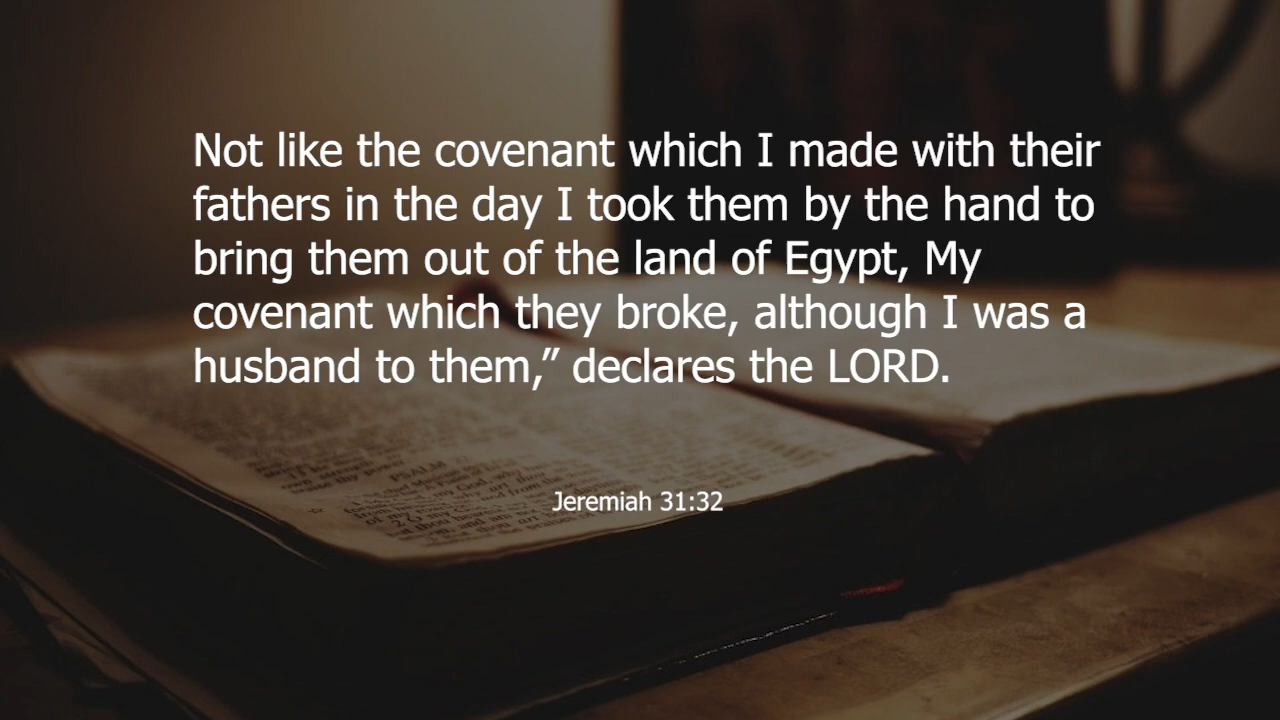 Not like the covenant which I made with their
fathers in the day I took them by the hand to
bring them out of the land of Egypt, My
covenant which they broke, although I was a
husband to them,” declares the LORD.
PSALM
Jeremiah 31:32